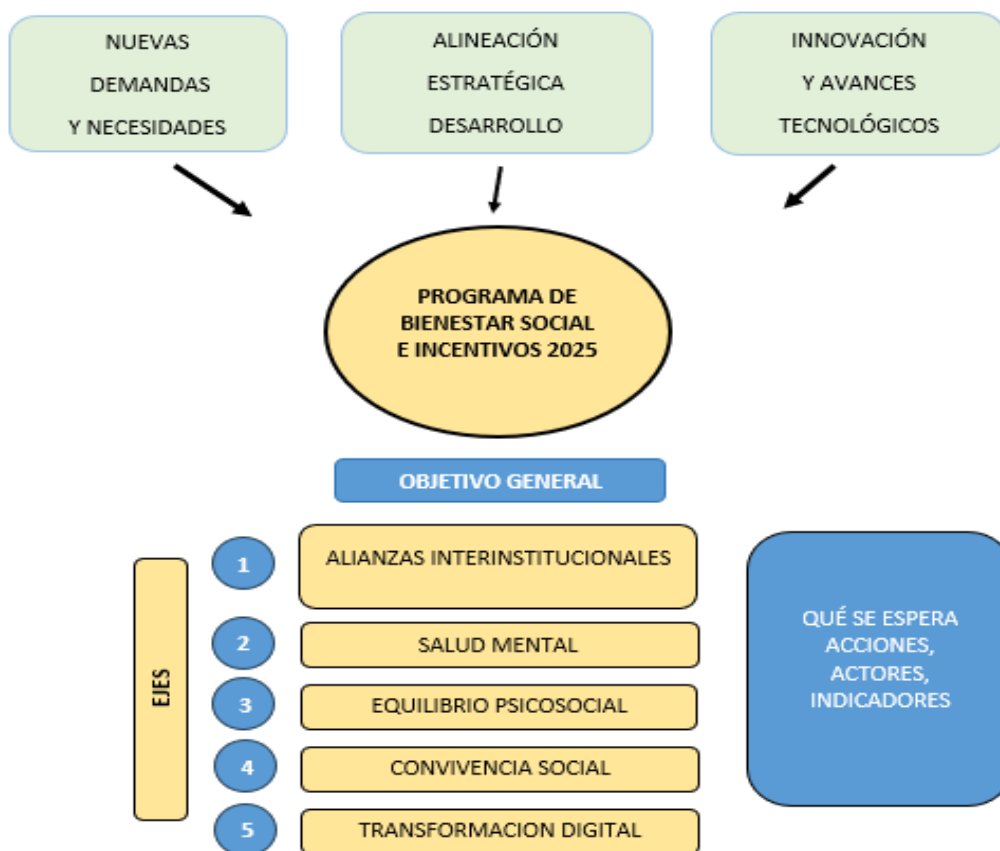 NUEVAS
DEMANDAS
Y NECESIDADES
ALINEACIÓN
ESTRATÉGICA
DESARROLLO
INNOVACIÓN
Y AVANCES
TECNOLÓGICOS
PROGRAMA DE
BIENESTAR SOCIAL
E INCENTIVOS 2025
OBJETIVO GENERAL
EJES
1
ALIANZAS INTERINSTITUCIONALES
2
SALUD MENTAL
3
EQUILIBRIO PSICOSOCIAL
4
CONVIVENCIA SOCIAL
5
TRANSFORMACION DIGITAL
QUÉ SE ESPERA
ACCIONES,
ACTORES,
INDICADORES